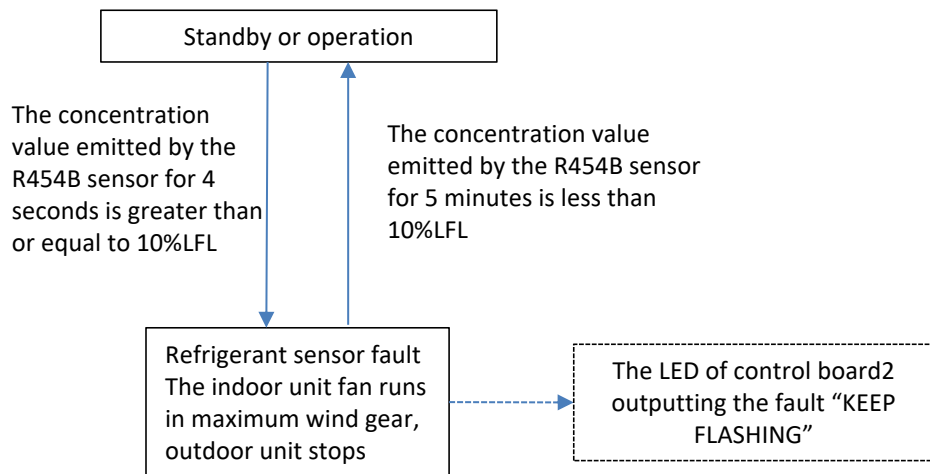 Standby or operation
The concentration
value emitted by the
R454B sensor for 4
seconds is greater than
or equal to 10%LFL
The concentration value
emitted by the R454B sensor
for 5 minutes is less than
10%LFL
Refrigerant sensor fault
The indoor unit fan runs
in maximum wind gear,
outdoor unit stops
The LED of control board2
outputting the fault “KEEP
FLASHING”